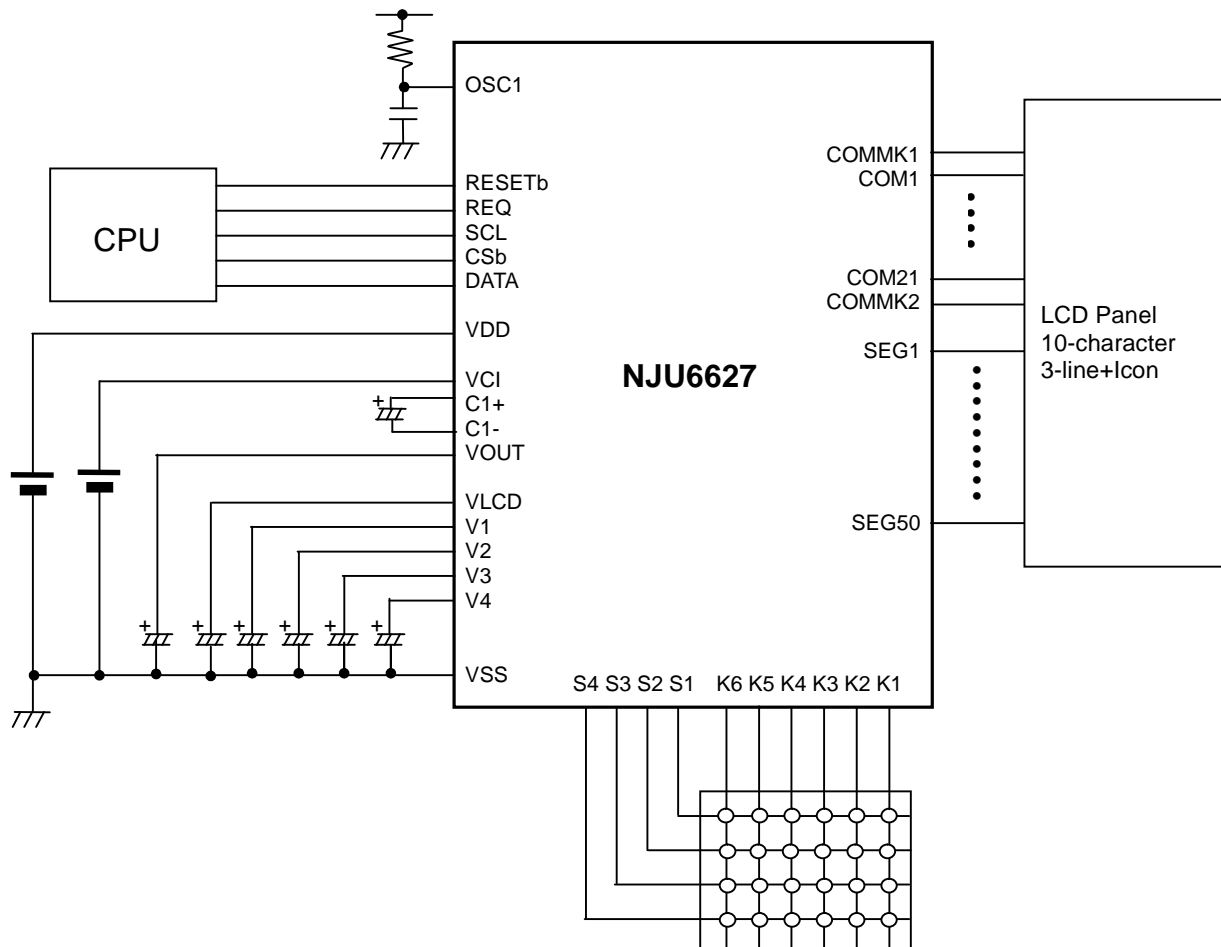 OSC1
RESETb
REQ
SCL
CSb
DATA
CPU
VDD
VCI
C1+
C1-
VOUT
VLCD
V1
V2
V3
V4
VSS
+
+ + + + + +
NJU6627
COMMK1
COM1
COM21
COMMK2
SEG1
SEG50
LCD Panel
10-character
3-line+Icon
S4 S3 S2 S1 K6 K5 K4 K3 K2 K1